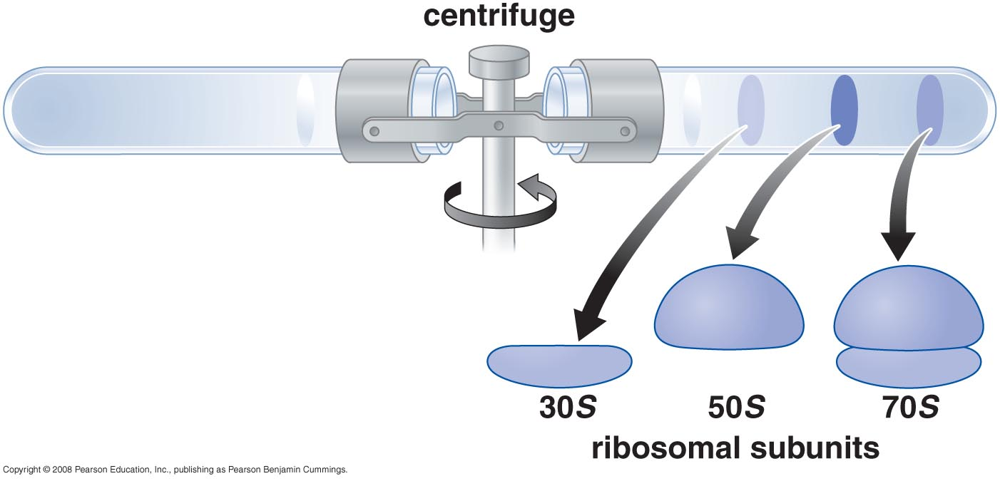 centrifuge
30S
50S
70S
ribosomal subunits
Copyright © 2008 Pearson Education, Inc., publishing as Pearson Benjamin Cummings.